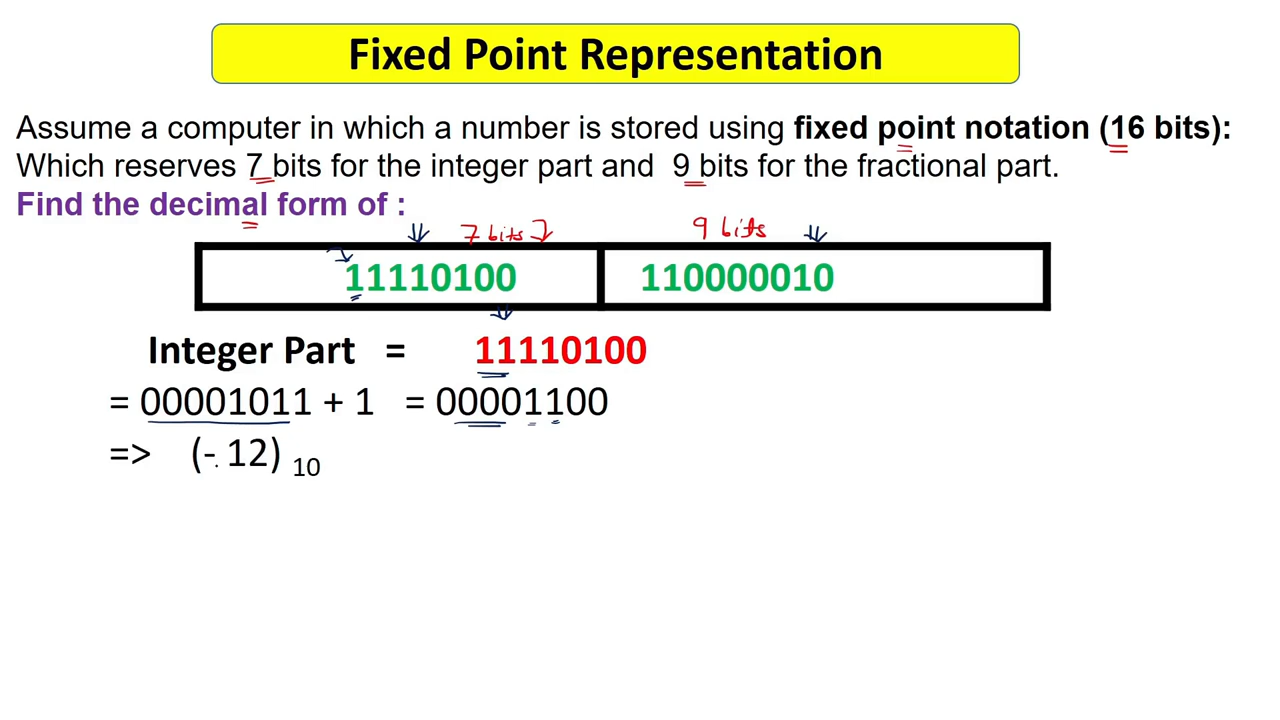 Fixed Point Representation
Assume a computer in which a number is stored using fixed point notation (16 bits):
Which reserves 7 bits for the integer part and 9 bits for the fractional part.
Find the decimal form of :
7 bits 9 bits
11110100 110000010
Integer Part = 11110100
= 00001011 + 1 = 00001100
=> (- 12) 10